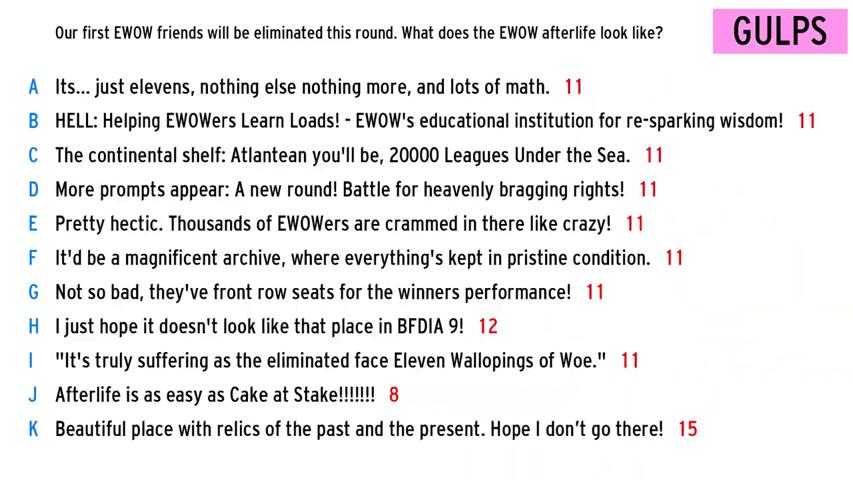 Our first EWOW friends will be eliminated this round. What does the EWOW afterlife look like?
GULPS
A Its... just elevens, nothing else nothing more, and lots of math. 11
B HELL: Helping EWOWers Learn Loads! - EWOW's educational institution for re-sparking wisdom! 11
C The continental shelf: Atlantean you'll be, 20000 Leagues Under the Sea. 11
D More prompts appear: A new round! Battle for heavenly bragging rights! 11
E Pretty hectic. Thousands of EWOWers are crammed in there like crazy! 11
F It'd be a magnificent archive, where everything's kept in pristine condition. 11
G Not so bad, they've front row seats for the winners performance! 11
H I just hope it doesn't look like that place in BFDIA 9! 12
I "It's truly suffering as the eliminated face Eleven Wallopings of Woe." 11
J Afterlife is as easy as Cake at Stake!!!!!!! 8
K Beautiful place with relics of the past and the present. Hope I don’t go there! 15